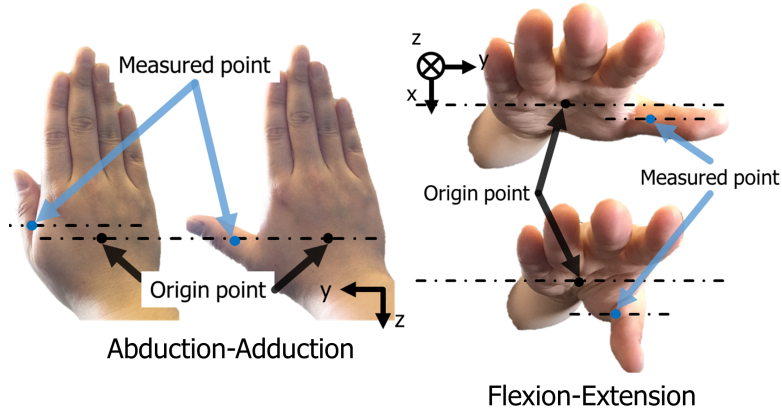 Measured point
Origin point
y
z
Abduction-Adduction
z
y
x
Origin point
Measured point
Flexion-Extension